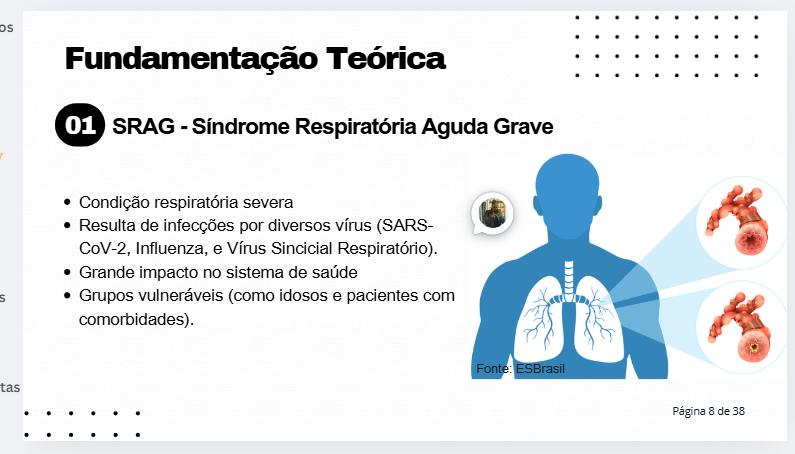 os
Fundamentação Teórica
01 SRAG - Síndrome Respiratória Aguda Grave
Condição respiratória severa
Resulta de infecções por diversos vírus (SARS-
CoV-2, Influenza, e Vírus Sincicial Respiratório).
Grande impacto no sistema de saúde
Grupos vulneráveis (como idosos e pacientes com
comorbidades).
s
Fonte: ESBrasil
tas
Página 8 de 38